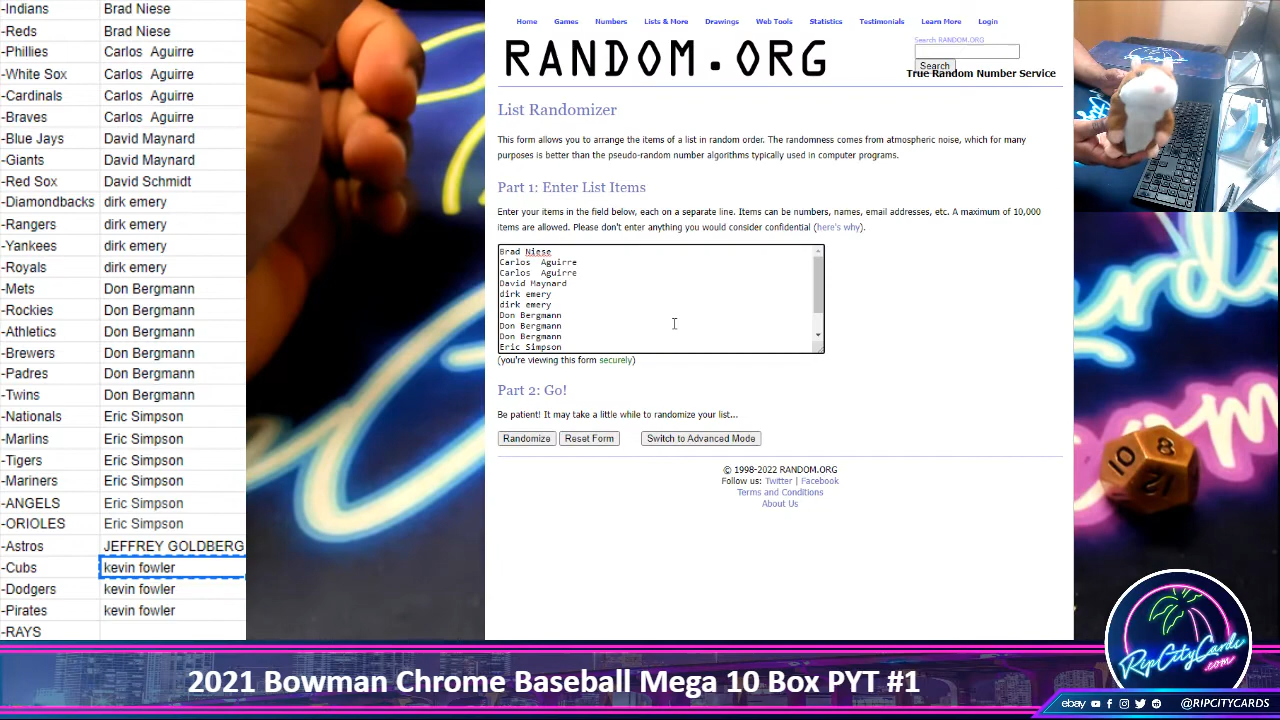 -Indians Brad Niese
-Reds Brad Niese
-Phillies Carlos  Aguirre
-White Sox Carlos  Aguirre
-Cardinals Carlos  Aguirre
-Braves Carlos  Aguirre
-Blue Jays David Maynard
-Giants David Maynard
-Red Sox David Schmidt
-Diamondbacks dirk emery
-Rangers dirk emery
-Yankees dirk emery
-Royals dirk emery
-Mets Don Bergmann
-Rockies Don Bergmann
-Athletics Don Bergmann
-Brewers Don Bergmann
-Padres Don Bergmann
-Twins Don Bergmann
-Nationals Eric Simpson
-Marlins Eric Simpson
-Tigers Eric Simpson
-Mariners Eric Simpson
-ANGELS Eric Simpson
-ORIOLES Eric Simpson
-Astros JEFFREY GOLDBERG
-Cubs kevin fowler
-Dodgers kevin fowler
-Pirates kevin fowler
-RAYS
Home Games Numbers Lists & More Drawings Web Tools Statistics Testimonials Learn More Login
RANDOM.ORG
Search RANDOM.ORG
Search
True Random Number Service
List Randomizer
This form allows you to arrange the items of a list in random order. The randomness comes from atmospheric noise, which for many
purposes is better than the pseudo-random number algorithms typically used in computer programs.
Part 1: Enter List Items
Enter your items in the field below, each on a separate line. Items can be numbers, names, email addresses, etc. A maximum of 10,000
items are allowed. Please don't enter anything you would consider confidential (here's why).
Brad Niese
Carlos  Aguirre
Carlos  Aguirre
David Maynard
dirk emery
dirk emery
Don Bergmann
Don Bergmann
Don Bergmann
Eric Simpson
(you're viewing this form securely)
Part 2: Go!
Be patient! It may take a little while to randomize your list...
Randomize Reset Form Switch to Advanced Mode
© 1998-2022 RANDOM.ORG
Follow us: Twitter | Facebook
Terms and Conditions
About Us
10 8
RipCityCards
.com
2021 Bowman Chrome Baseball Mega 10 Box PYT #1
ebay @RIPCITYCARDS